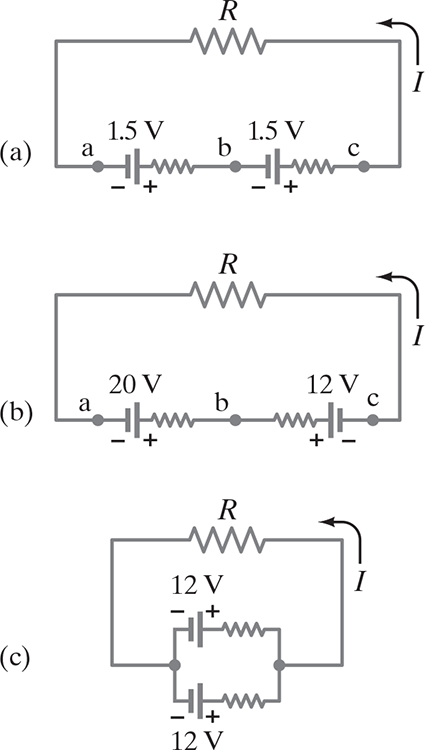 R
I
1.5 V 1.5 V
(a) a b c
− + − +
R
I
20 V 12 V
(b) a b c
− + + −
R
I
12 V
− +
(c)
− +
12 V